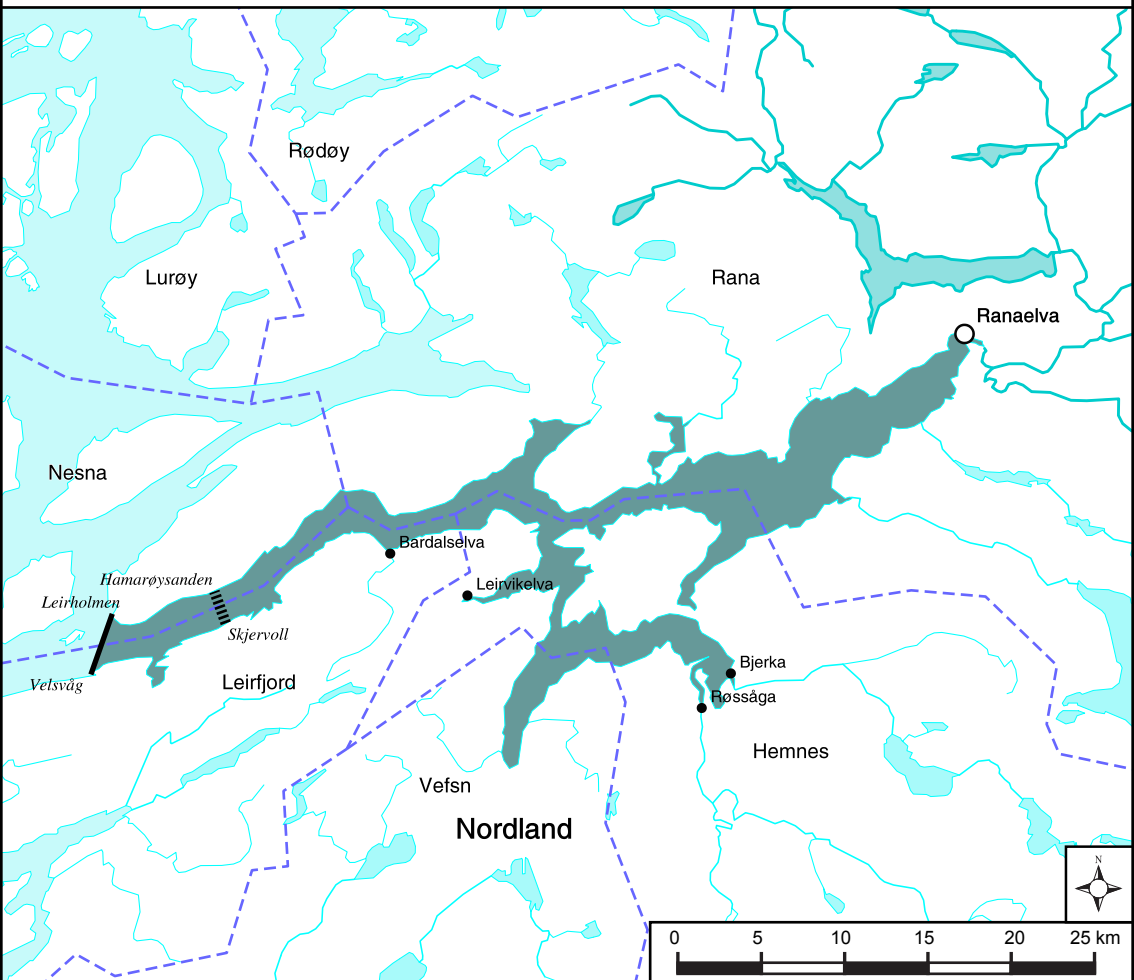 Rødøy
Lurøy
Rana
Ranaelva
Nesna
Bardalselva
Hamarøysanden
Leirvikelva
Leirholmen
Skjervoll
Velsvåg
Leirfjord
Bjerka
Røssåga
Hemnes
Vefsn
Nordland
N
0 5 10 15 20 25 km